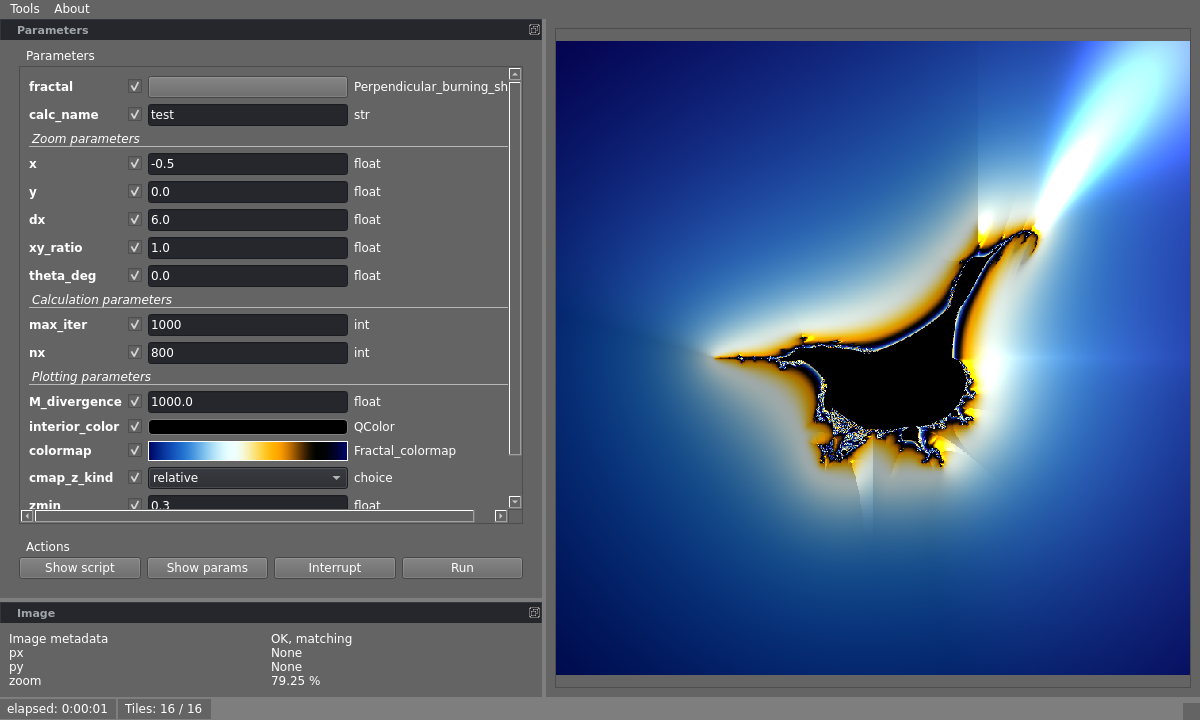 Tools About
Parameters
Parameters
fractal Perpendicular_burning_sh
calc_name test str
Zoom parameters
x -0.5 float
y 0.0 float
dx 6.0 float
xy_ratio 1.0 float
theta_deg 0.0 float
Calculation parameters
max_iter 1000 int
nx 800 int
Plotting parameters
M_divergence 1000.0 float
interior_color QColor
colormap Fractal_colormap
cmap_z_kind relative choice
zmin 0.3 float
Actions
Show script Show params Interrupt Run
Image
Image metadata OK, matching
px None
py None
zoom 79.25 %
elapsed: 0:00:01 Tiles: 16 / 16